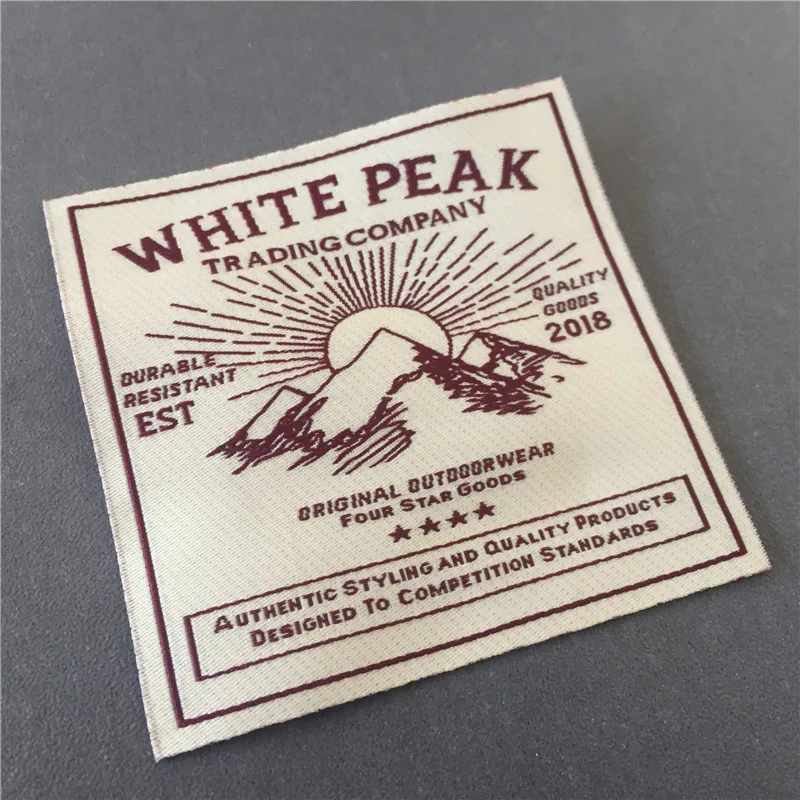 WHITE PEAK
TRADING COMPANY
QUALITY
GOODS
2018
DURABLE
RESISTANT
EST
ORIGINAL OUTDOORWEAR
FOUR STAR GOODS
AUTHENTIC STYLING AND QUALITY PRODUCTS
DESIGNED TO COMPETITION STANDARDS